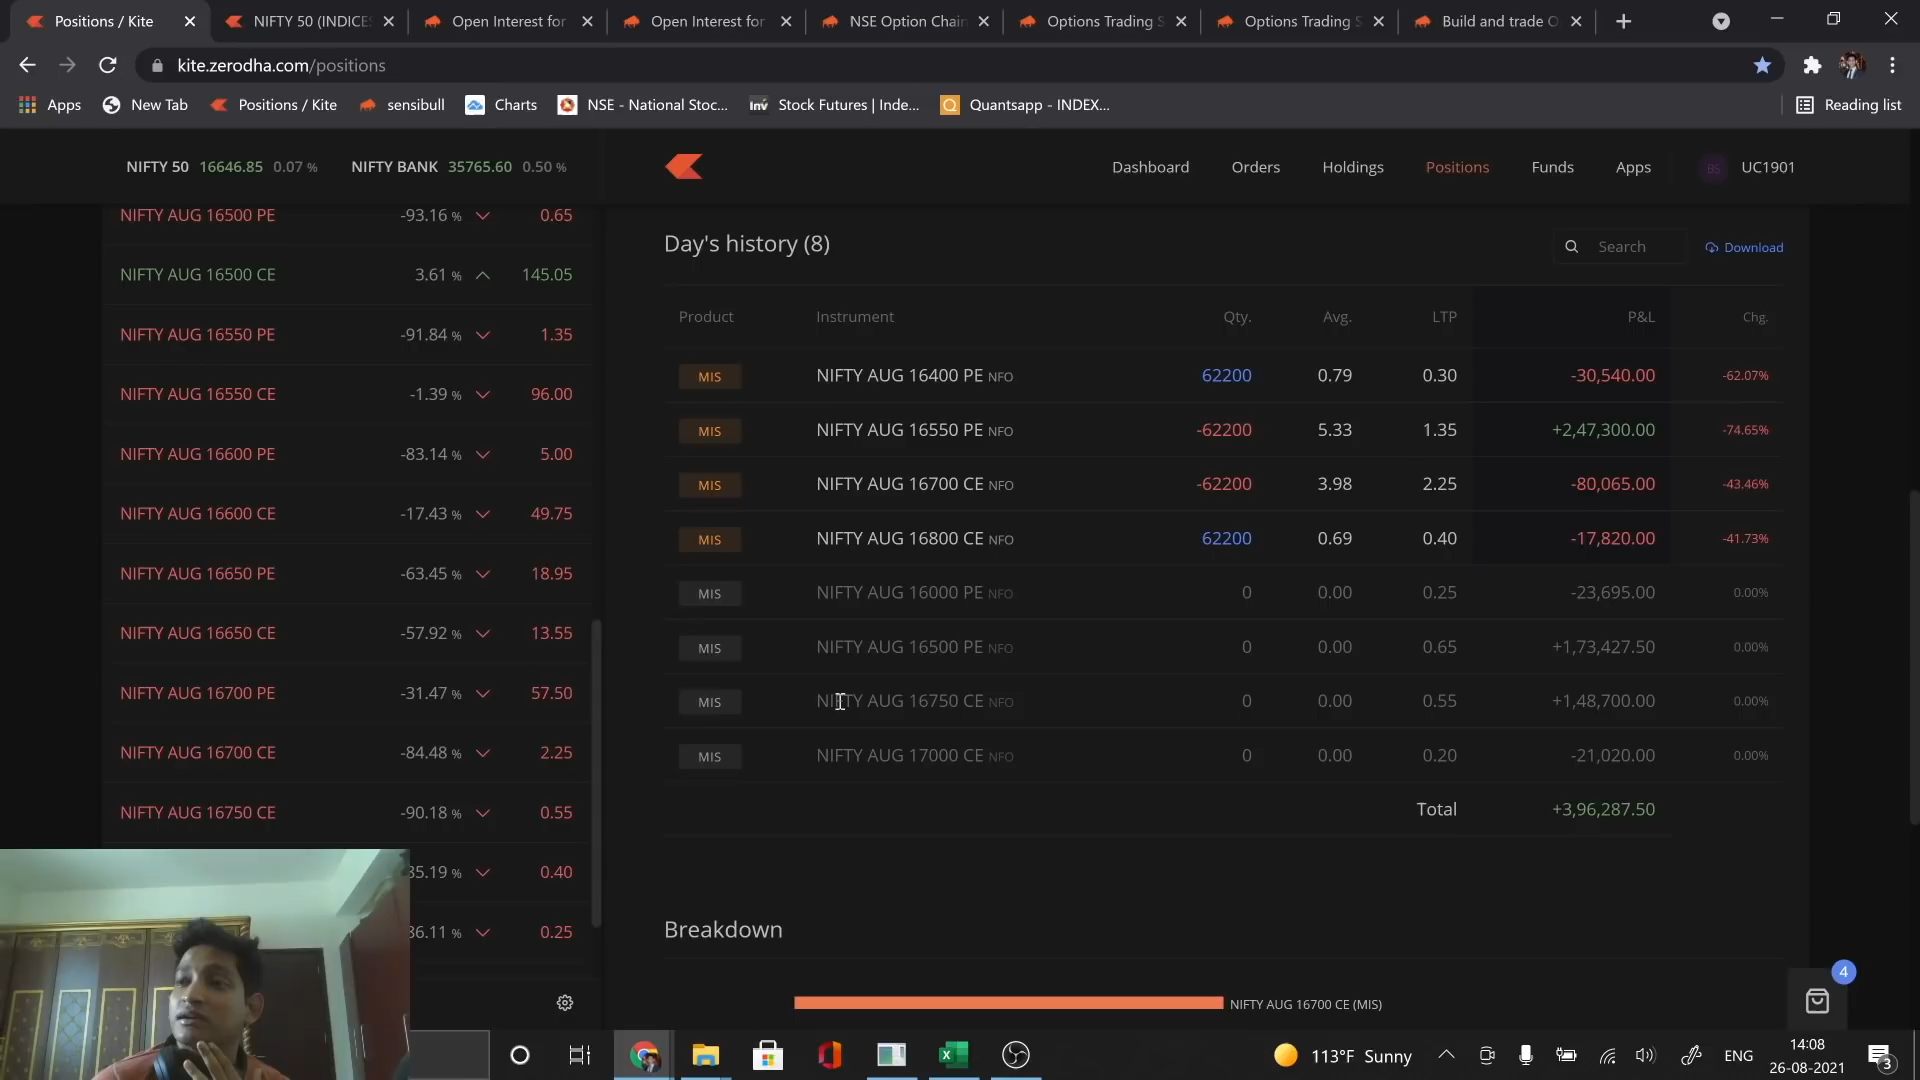 Positions / Kite
NIFTY 50 (INDICES
Open Interest for
Open Interest for
NSE Option Chain
Options Trading S
Options Trading S
Build and trade O
kite.zerodha.com/positions
Apps
New Tab
Positions / Kite
sensibull
Charts
NSE - National Stoc...
Inv
Stock Futures | Inde...
Q
Quantsapp - INDEX...
Reading list
NIFTY 50 16646.85 0.07 %
NIFTY BANK 35765.60 0.50 %
Dashboard
Orders
Holdings
Positions
Funds
Apps
BS
UC1901
NIFTY AUG 16500 PE -93.16 % 0.65
NIFTY AUG 16500 CE 3.61 % 145.05
NIFTY AUG 16550 PE -91.84 % 1.35
NIFTY AUG 16550 CE -1.39 % 96.00
NIFTY AUG 16600 PE -83.14 % 5.00
NIFTY AUG 16600 CE -17.43 % 49.75
NIFTY AUG 16650 PE -63.45 % 18.95
NIFTY AUG 16650 CE -57.92 % 13.55
NIFTY AUG 16700 PE -31.47 % 57.50
NIFTY AUG 16700 CE -84.48 % 2.25
NIFTY AUG 16750 CE -90.18 % 0.55
35.19 % 0.40
36.11 % 0.25
Day's history (8)
Search
Download
Product Instrument Qty. Avg. LTP P&L Chg.
MIS NIFTY AUG 16400 PE NFO 62200 0.79 0.30 -30,540.00 -62.07%
MIS NIFTY AUG 16550 PE NFO -62200 5.33 1.35 +2,47,300.00 -74.65%
MIS NIFTY AUG 16700 CE NFO -62200 3.98 2.25 -80,065.00 -43.46%
MIS NIFTY AUG 16800 CE NFO 62200 0.69 0.40 -17,820.00 -41.73%
MIS NIFTY AUG 16000 PE NFO 0 0.00 0.25 -23,695.00 0.00%
MIS NIFTY AUG 16500 PE NFO 0 0.00 0.65 +1,73,427.50 0.00%
MIS NIFTY AUG 16750 CE NFO 0 0.00 0.55 +1,48,700.00 0.00%
MIS NIFTY AUG 17000 CE NFO 0 0.00 0.20 -21,020.00 0.00%
Total +3,96,287.50
Breakdown
NIFTY AUG 16700 CE (MIS)
4
113°F Sunny
ENG
14:08
26-08-2021
3